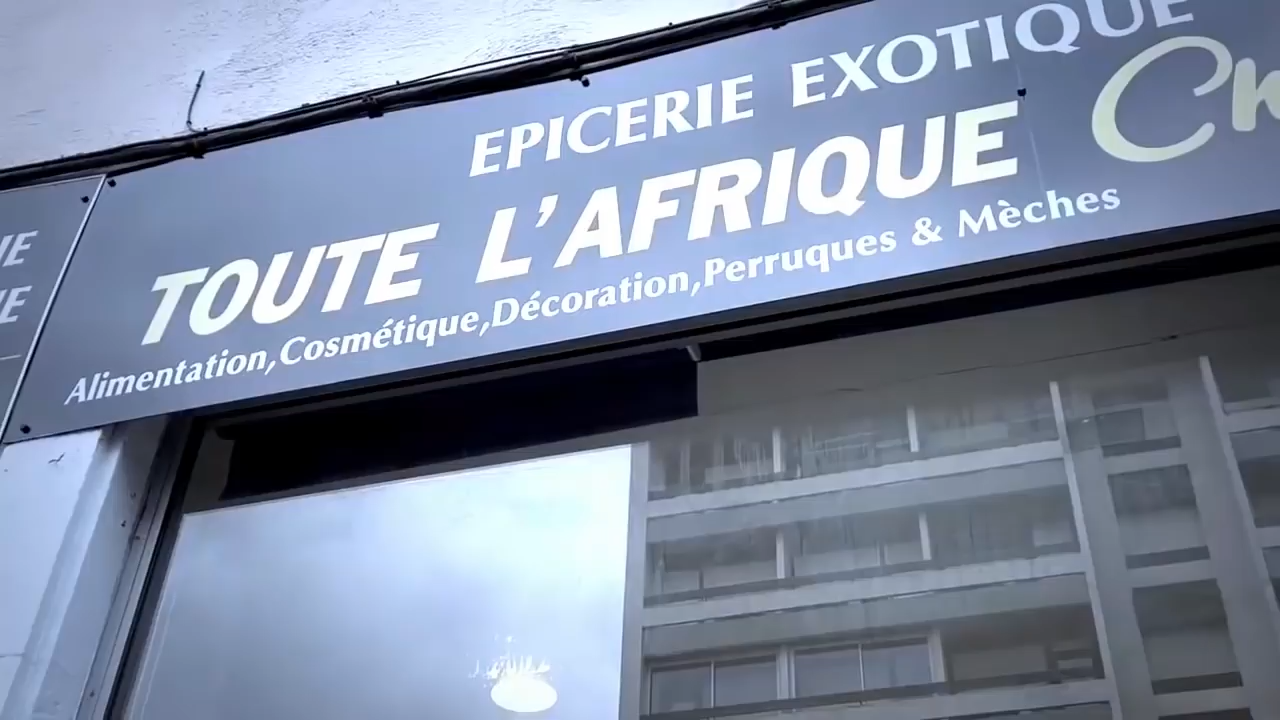 EPICERIE EXOTIQUE
TOUTE L'AFRIQUE
Alimentation,Cosmétique,Décoration,Perruques & Mèches